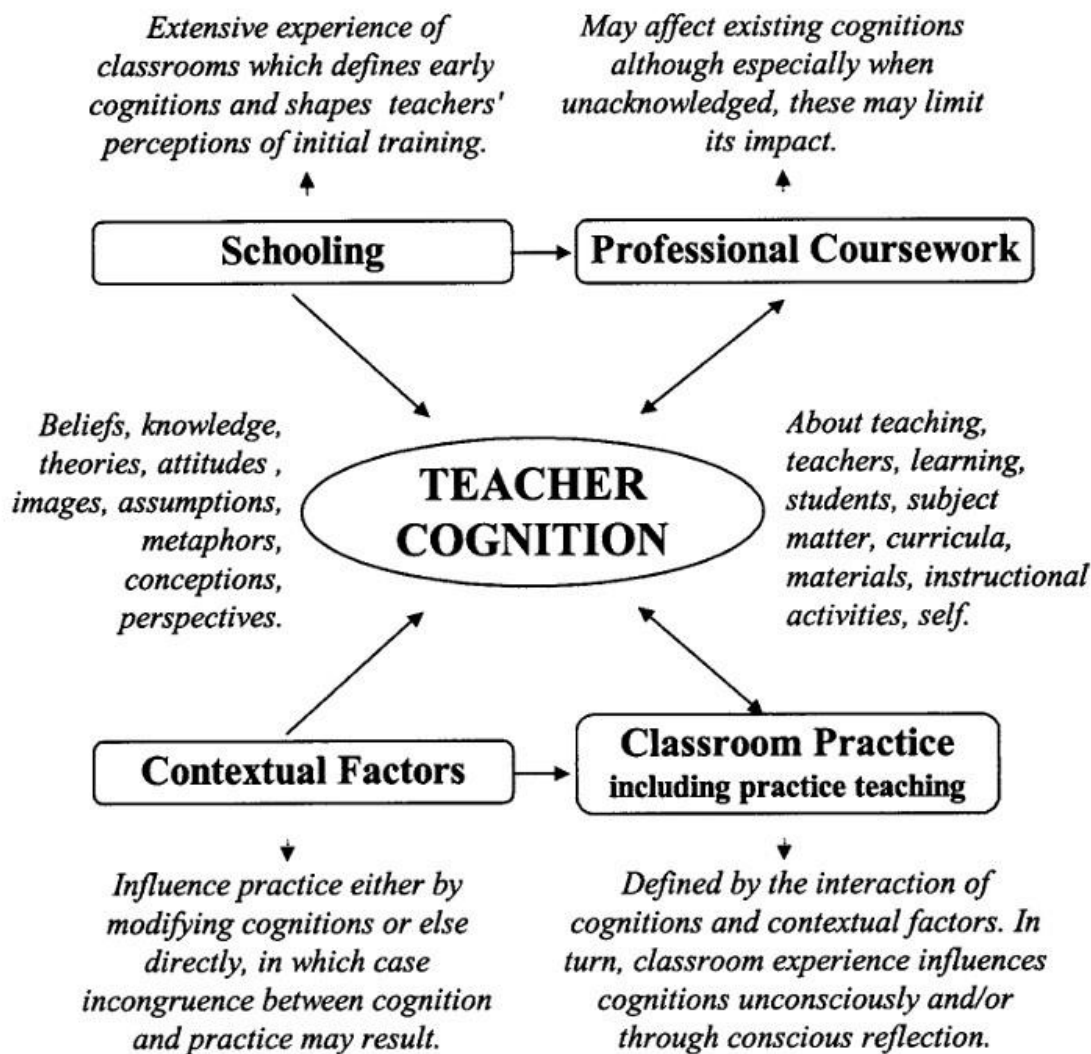 Extensive experience of
classrooms which defines early
cognitions and shapes teachers'
perceptions of initial training.
May affect existing cognitions
although especially when
unacknowledged, these may limit
its impact.
Schooling
Professional Coursework
Beliefs, knowledge,
theories, attitudes ,
images, assumptions,
metaphors,
conceptions,
perspectives.
TEACHER
COGNITION
About teaching,
teachers, learning,
students, subject
matter, curricula,
materials, instructional
activities, self.
Contextual Factors
Classroom Practice
including practice teaching
Influence practice either by
modifying cognitions or else
directly, in which case
incongruence between cognition
and practice may result.
Defined by the interaction of
cognitions and contextual factors. In
turn, classroom experience influences
cognitions unconsciously and/or
through conscious reflection.